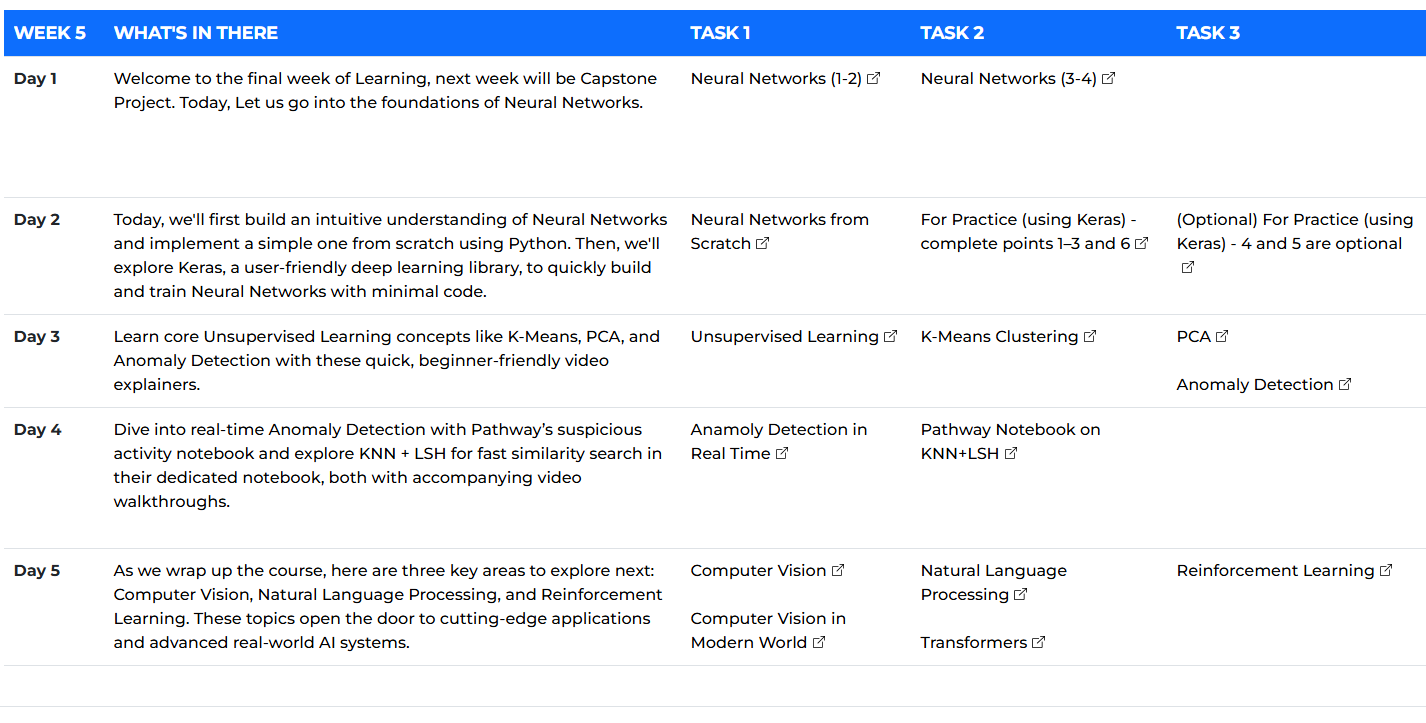 WEEK 5 WHAT'S IN THERE TASK 1 TASK 2 TASK 3
Day 1
Welcome to the final week of Learning, next week will be Capstone
Project. Today, Let us go into the foundations of Neural Networks.
Neural Networks (1-2)
Neural Networks (3-4)
Day 2
Today, we'll first build an intuitive understanding of Neural Networks
and implement a simple one from scratch using Python. Then, we'll
explore Keras, a user-friendly deep learning library, to quickly build
and train Neural Networks with minimal code.
Neural Networks from
Scratch
For Practice (using Keras) -
complete points 1–3 and 6
(Optional) For Practice (using
Keras) - 4 and 5 are optional
Day 3
Learn core Unsupervised Learning concepts like K-Means, PCA, and
Anomaly Detection with these quick, beginner-friendly video
explainers.
Unsupervised Learning
K-Means Clustering
PCA
Anomaly Detection
Day 4
Dive into real-time Anomaly Detection with Pathway’s suspicious
activity notebook and explore KNN + LSH for fast similarity search in
their dedicated notebook, both with accompanying video
walkthroughs.
Anamoly Detection in
Real Time
Pathway Notebook on
KNN+LSH
Day 5
As we wrap up the course, here are three key areas to explore next:
Computer Vision, Natural Language Processing, and Reinforcement
Learning. These topics open the door to cutting-edge applications
and advanced real-world AI systems.
Computer Vision
Computer Vision in
Modern World
Natural Language
Processing
Transformers
Reinforcement Learning